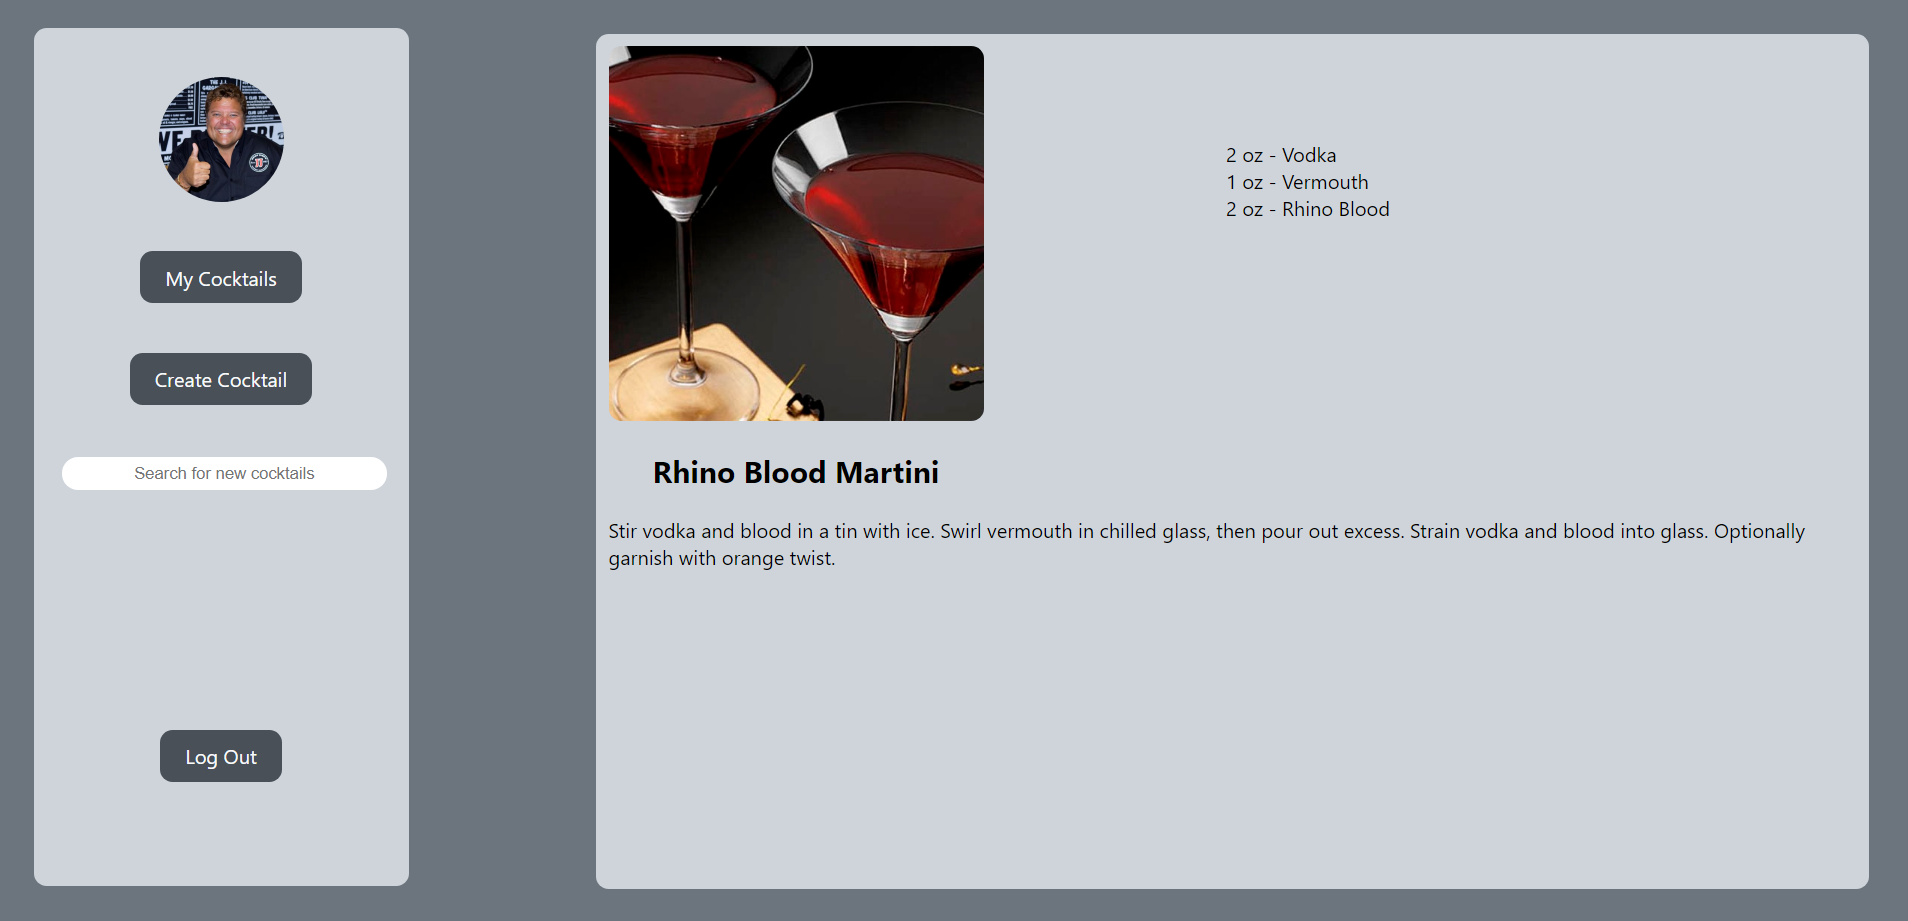 My Cocktails
Create Cocktail
Search for new cocktails
Log Out
2 oz - Vodka
1 oz - Vermouth
2 oz - Rhino Blood
Rhino Blood Martini
Stir vodka and blood in a tin with ice. Swirl vermouth in chilled glass, then pour out excess. Strain vodka and blood into glass. Optionally
garnish with orange twist.